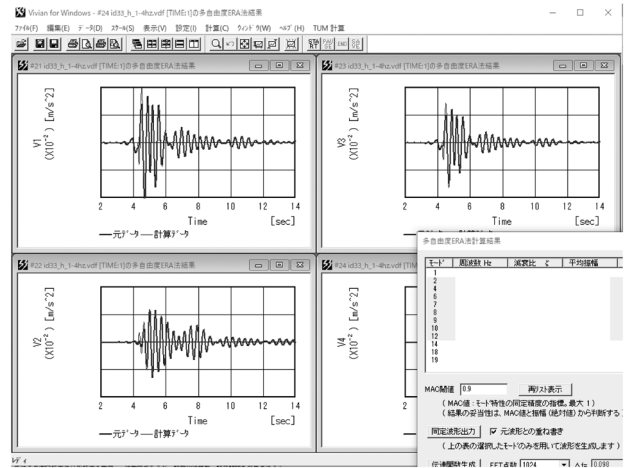 Vivian for Windows - #24 id33_h_1-4hz.vdf [TIME:1]の多自由度ERA法結果
ファイル(F) 編集(E) データ(D) スケール(S) 表示(V) 設定(I) 計算(C) ウィンドウ(W) ヘルプ(H) TUM 計算
#21 id33_h_1-4hz.vdf [TIME:1]の多自由度ERA法結果
V1
(X10⁻²) [m/s^2]
2 4 6 8 10 12 14
Time [sec]
元データ 計算データ
#23 id33_h_1-4hz.vdf [TIME:1]の多自由度ERA法結果
V3
(X10⁻²) [m/s^2]
2 4 6 8 10 12 14
Time [sec]
#22 id33_h_1-4hz.vdf [TIME:1]の多自由度ERA法結果
V2
(X10⁻²) [m/s^2]
2 4 6 8 10 12 14
Time [sec]
元データ 計算データ
#24 id33_h_1-4hz.vdf [TIM
V4
(X10⁻²) [m/s^2]
2
多自由度ERA法計算結果
モード 周波数 Hz 減衰比 ζ 平均振幅
1
2
4
6
7
8
9
10
12
14
18
19
MAC閾値 0.9 再リスト表示
(MAC値：モード特性の同定精度の指標。最大 1)
(結果の妥当性は、MAC値と振幅(絶対値)から判断する
同定波形出力 元波形との重ね書き
(上の表の選択したモードのみを用いて波形を生成します)
伝達関数生成 FFT点数 1024 0.098
レディ